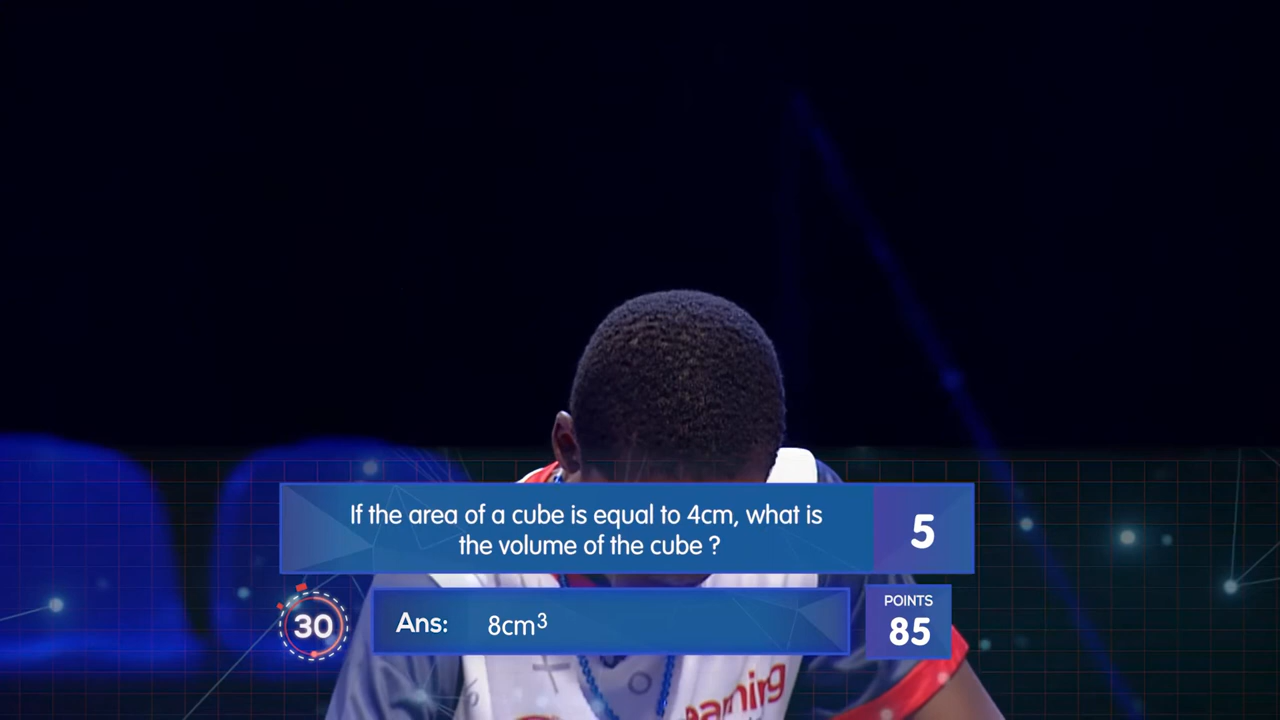 If the area of a cube is equal to 4cm, what is
the volume of the cube ?
5
30
Ans: 8cm³
POINTS
85